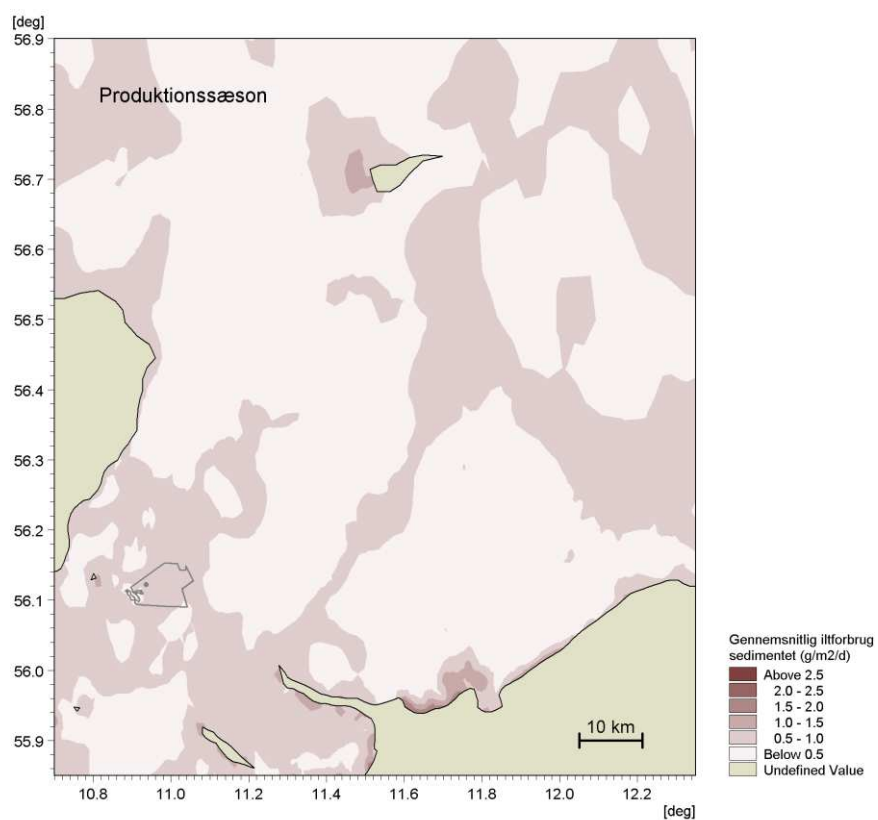 [deg]
56.9
56.8
56.7
56.6
56.5
56.4
56.3
56.2
56.1
56.0
55.9
Produktionssæson
10 km
10.8 11.0 11.2 11.4 11.6 11.8 12.0 12.2
[deg]
Gennemsnitlig iltforbrug
sedimentet (g/m2/d)
Above 2.5
2.0 - 2.5
1.5 - 2.0
1.0 - 1.5
0.5 - 1.0
Below 0.5
Undefined Value